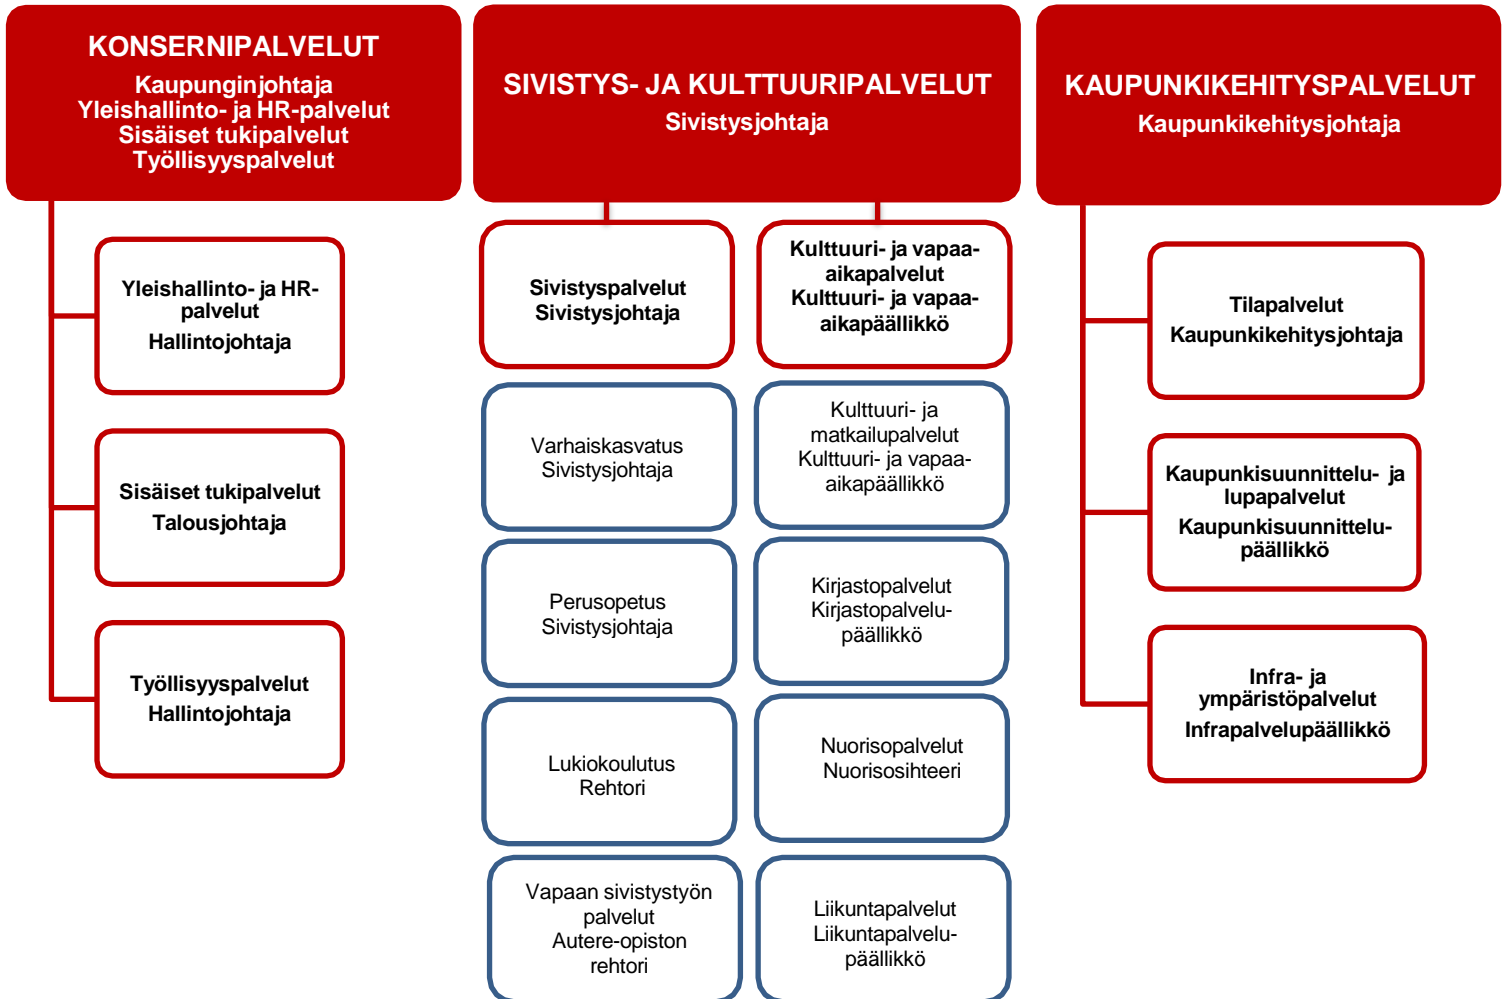 KONSERNIPALVELUT
Kaupunginjohtaja
Yleishallinto- ja HR-palvelut
Sisäiset tukipalvelut
Työllisyyspalvelut
Yleishallinto- ja HR-
palvelut
Hallintojohtaja
Sisäiset tukipalvelut
Talousjohtaja
Työllisyyspalvelut
Hallintojohtaja
SIVISTYS- JA KULTTUURIPALVELUT
Sivistysjohtaja
Sivistyspalvelut
Sivistysjohtaja
Varhaiskasvatus
Sivistysjohtaja
Perusopetus
Sivistysjohtaja
Lukiokoulutus
Rehtori
Vapaan sivistystyön
palvelut
Autere-opiston
rehtori
Kulttuuri- ja vapaa-
aikapalvelut
Kulttuuri- ja vapaa-
aikapäällikkö
Kulttuuri- ja
matkailupalvelut
Kulttuuri- ja vapaa-
aikapäällikkö
Kirjastopalvelut
Kirjastopalvelu-
päällikkö
Nuorisopalvelut
Nuorisosihteeri
Liikuntapalvelut
Liikuntapalvelu-
päällikkö
KAUPUNKIKEHITYSPALVELUT
Kaupunkikehitysjohtaja
Tilapalvelut
Kaupunkikehitysjohtaja
Kaupunkisuunnittelu- ja
lupapalvelut
Kaupunkisuunnittelu-
päällikkö
Infra- ja
ympäristöpalvelut
Infrapalvelupäällikkö